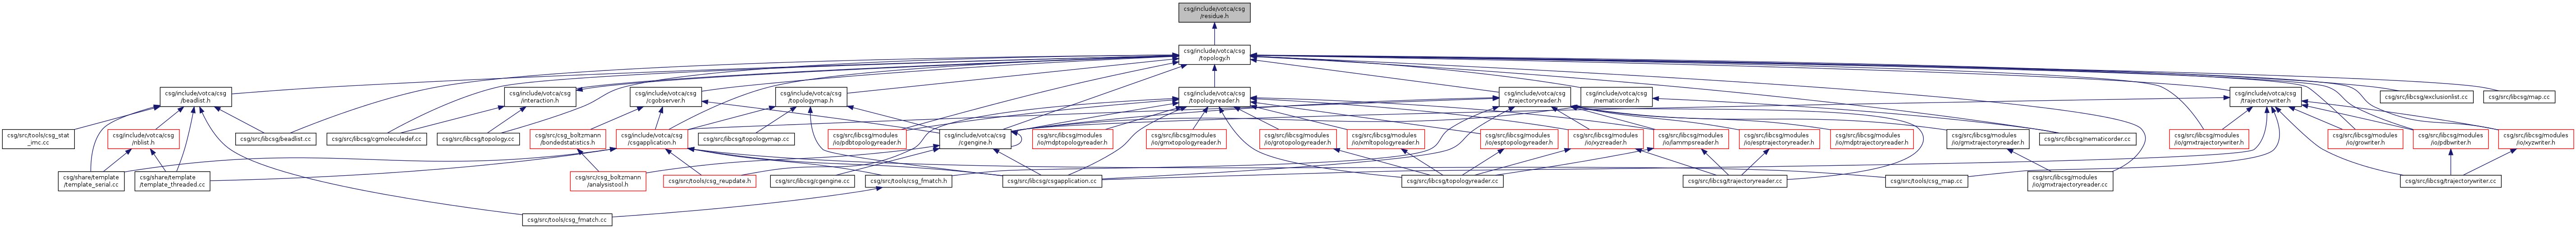 csg/include/votca/csg
/residue.h
csg/include/votca/csg
/topology.h
csg/include/votca/csg
/beadlist.h
csg/include/votca/csg
/interaction.h
csg/include/votca/csg
/cgobserver.h
csg/include/votca/csg
/topologymap.h
csg/include/votca/csg
/topologyreader.h
csg/include/votca/csg
/trajectoryreader.h
csg/include/votca/csg
/nematicorder.h
csg/include/votca/csg
/trajectorywriter.h
csg/src/libcsg/exclusionlist.cc
csg/src/libcsg/map.cc
csg/src/tools/csg_stat
_imc.cc
csg/include/votca/csg
/nblist.h
csg/src/libcsg/beadlist.cc
csg/src/libcsg/cgmoleculedef.cc
csg/src/libcsg/topology.cc
csg/src/csg_boltzmann
/bondedstatistics.h
csg/include/votca/csg
/csgapplication.h
csg/src/libcsg/topologymap.cc
csg/src/libcsg/modules
/io/pdbtopologyreader.h
csg/include/votca/csg
/cgengine.h
csg/src/libcsg/modules
/io/mdptopologyreader.h
csg/src/libcsg/modules
/io/gmxtopologyreader.h
csg/src/libcsg/modules
/io/grotopologyreader.h
csg/src/libcsg/modules
/io/xmltopologyreader.h
csg/src/libcsg/modules
/io/esptopologyreader.h
csg/src/libcsg/modules
/io/xyzreader.h
csg/src/libcsg/modules
/io/lammpsreader.h
csg/src/libcsg/modules
/io/esptrajectoryreader.h
csg/src/libcsg/modules
/io/mdptrajectoryreader.h
csg/src/libcsg/modules
/io/gmxtrajectoryreader.h
csg/src/libcsg/nematicorder.cc
csg/src/libcsg/modules
/io/gmxtrajectorywriter.h
csg/src/libcsg/modules
/io/growriter.h
csg/src/libcsg/modules
/io/pdbwriter.h
csg/src/libcsg/modules
/io/xyzwriter.h
csg/share/template
/template_serial.cc
csg/share/template
/template_threaded.cc
csg/src/csg_boltzmann
/analysistool.h
csg/src/tools/csg_reupdate.h
csg/src/libcsg/cgengine.cc
csg/src/tools/csg_fmatch.h
csg/src/libcsg/csgapplication.cc
csg/src/libcsg/topologyreader.cc
csg/src/libcsg/trajectoryreader.cc
csg/src/tools/csg_map.cc
csg/src/libcsg/modules
/io/gmxtrajectoryreader.cc
csg/src/libcsg/trajectorywriter.cc
csg/src/tools/csg_fmatch.cc